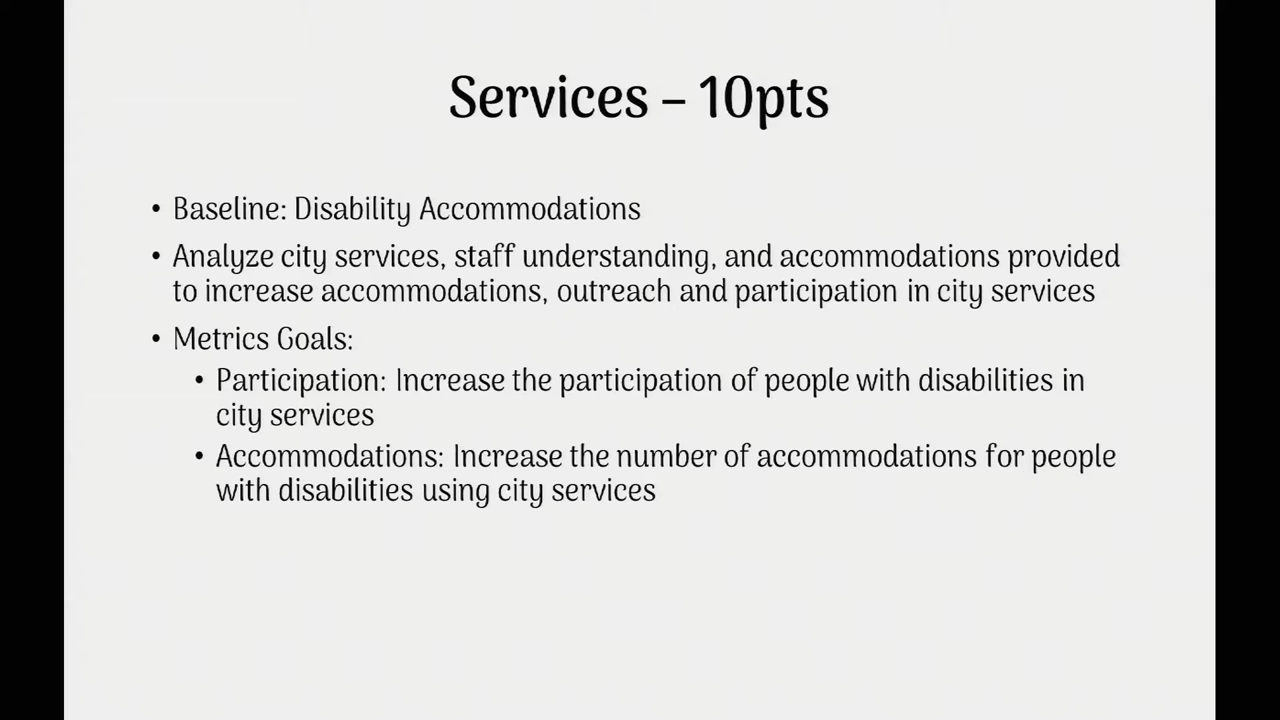 Services – 10pts
• Baseline: Disability Accommodations
• Analyze city services, staff understanding, and accommodations provided
to increase accommodations, outreach and participation in city services
• Metrics Goals:
• Participation: Increase the participation of people with disabilities in
city services
• Accommodations: Increase the number of accommodations for people
with disabilities using city services